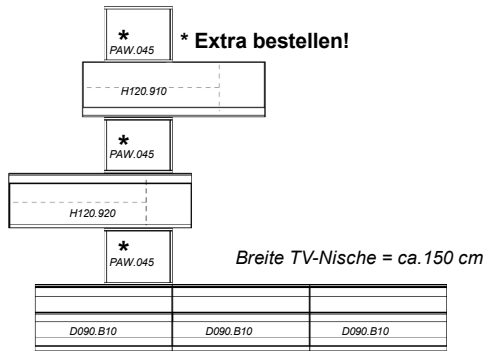 *
PAW.045
* Extra bestellen!
H120.910
*
PAW.045
H120.920
*
PAW.045
Breite TV-Nische = ca.150 cm
D090.B10 D090.B10 D090.B10